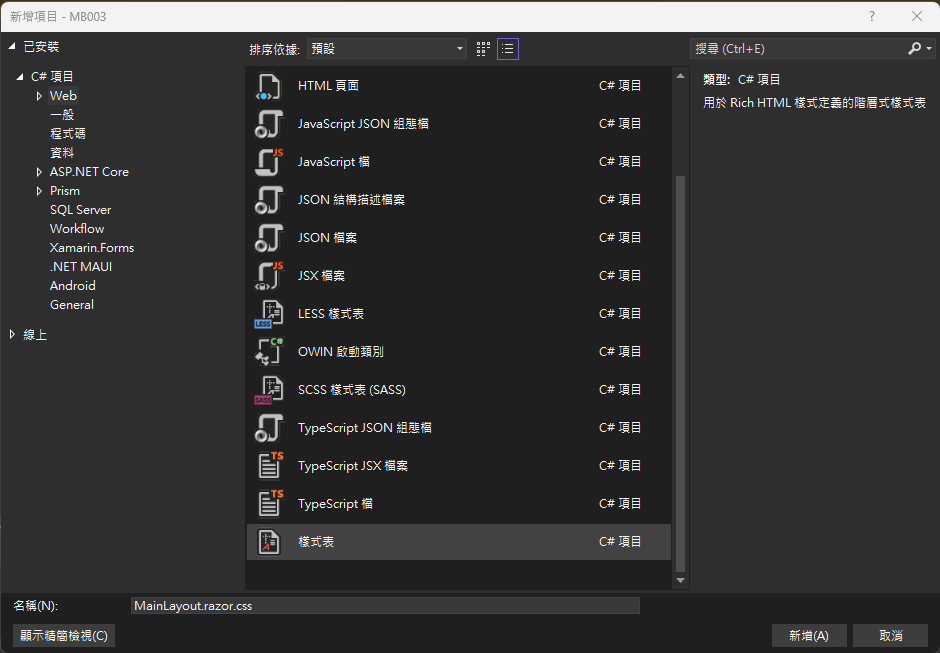 新增項目 - MB003
?
已安裝
排序依據: 預設
搜尋 (Ctrl+E)
C# 項目
Web
一般
程式碼
資料
ASP.NET Core
Prism
SQL Server
Workflow
Xamarin.Forms
.NET MAUI
Android
General
線上
HTML 頁面 C# 項目
JavaScript JSON 組態檔 C# 項目
JS JavaScript 檔 C# 項目
JSON 結構描述檔案 C# 項目
JSON 檔案 C# 項目
JS JSX 檔案 C# 項目
LESS LESS 樣式表 C# 項目
C# OWIN 啟動類別 C# 項目
SASS SCSS 樣式表 (SASS) C# 項目
TypeScript JSON 組態檔 C# 項目
TS TypeScript JSX 檔案 C# 項目
TS TypeScript 檔 C# 項目
樣式表 C# 項目
類型: C# 項目
用於 Rich HTML 樣式定義的階層式樣式表
名稱(N): MainLayout.razor.css
顯示精簡檢視(C)
新增(A) 取消